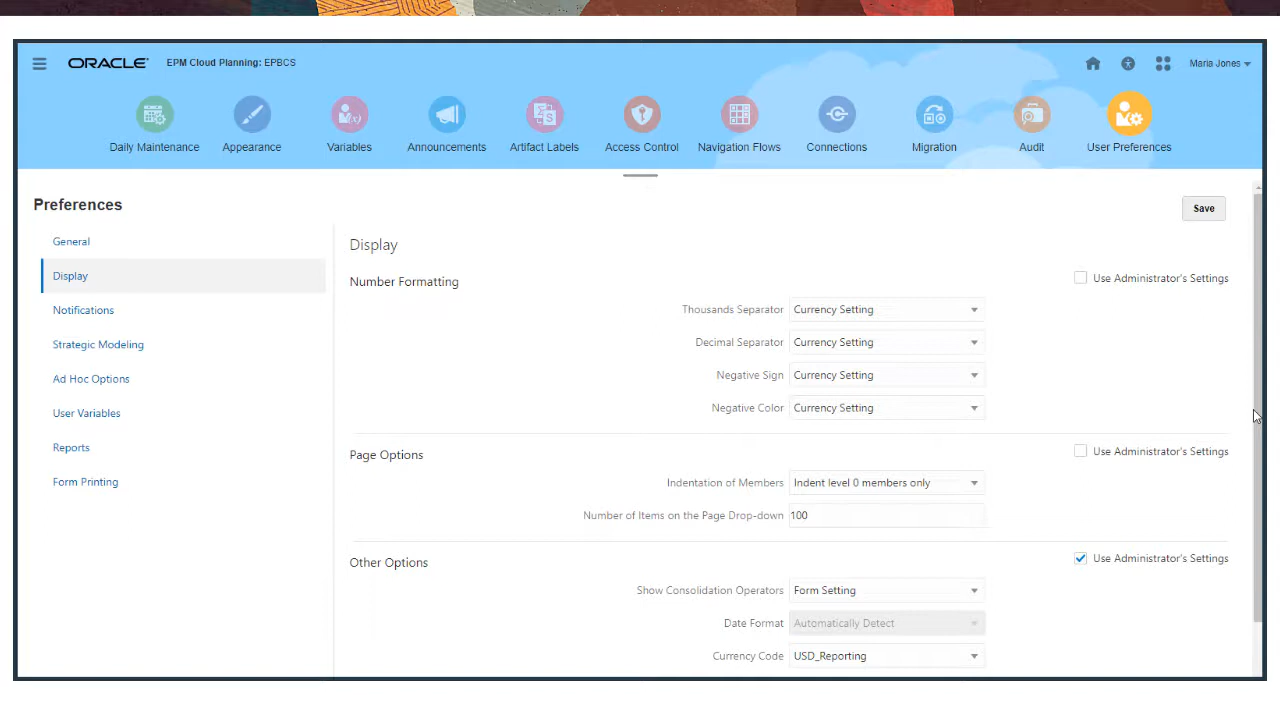 ORACLE EPM Cloud Planning: EPBCS Maria Jones
Daily Maintenance Appearance Variables Announcements Artifact Labels Access Control Navigation Flows Connections Migration Audit User Preferences
Preferences
Save
General
Display
Notifications
Strategic Modeling
Ad Hoc Options
User Variables
Reports
Form Printing
Display
Number Formatting Use Administrator's Settings
Thousands Separator Currency Setting
Decimal Separator Currency Setting
Negative Sign Currency Setting
Negative Color Currency Setting
Page Options Use Administrator's Settings
Indentation of Members Indent level 0 members only
Number of Items on the Page Drop-down 100
Other Options Use Administrator's Settings
Show Consolidation Operators Form Setting
Date Format Automatically Detect
Currency Code USD_Reporting